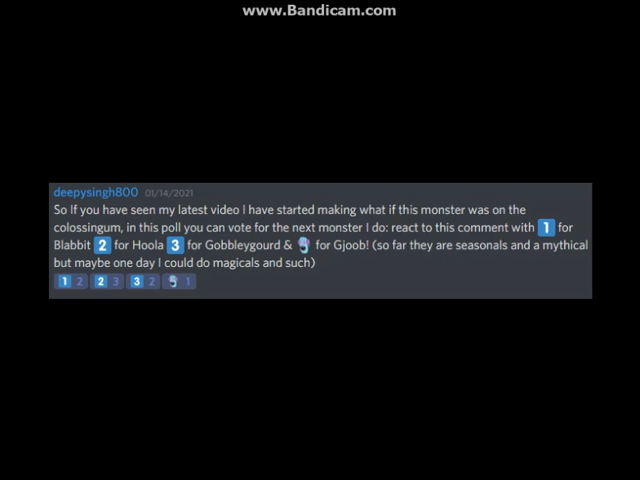 www.Bandicam.com
deepysingh800 01/14/2021
So If you have seen my latest video I have started making what if this monster was on the
colossingum, in this poll you can vote for the next monster I do: react to this comment with 1 for
Blabbit 2 for Hoola 3 for Gobbleygourd & for Gjoob! (so far they are seasonals and a mythical
but maybe one day I could do magicals and such)
1 2 2 3 3 2 1